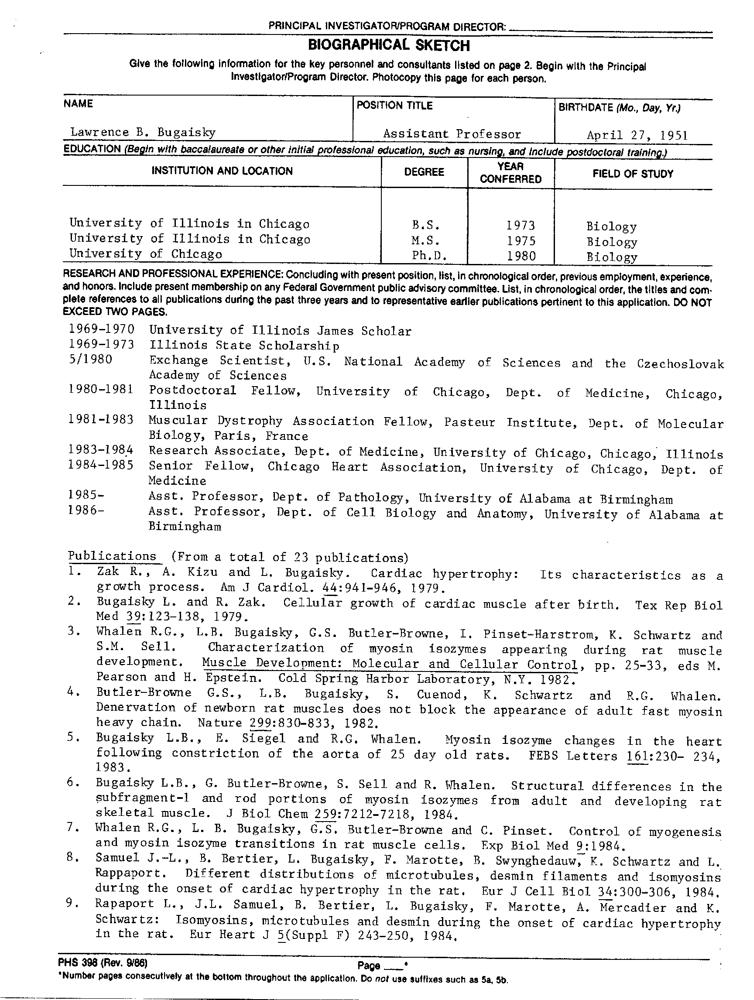 PRINCIPAL INVESTIGATOR/PROGRAM DIRECTOR:
BIOGRAPHICAL SKETCH
Give the following information for the key personnel and consultants listed on page 2. Begin with the Principal
Investigator/Program Director. Photocopy this page for each person.
NAME POSITION TITLE BIRTHDATE (Mo., Day, Yr.)
Lawrence B. Bugaisky Assistant Professor April 27, 1951
EDUCATION (Begin with baccalaureate or other initial professional education, such as nursing, and include postdoctoral training.)
INSTITUTION AND LOCATION DEGREE YEAR CONFERRED FIELD OF STUDY
University of Illinois in Chicago B.S. 1973 Biology
University of Illinois in Chicago M.S. 1975 Biology
University of Chicago Ph.D. 1980 Biology
RESEARCH AND PROFESSIONAL EXPERIENCE: Concluding with present position, list, in chronological order, previous employment, experience,
and honors. Include present membership on any Federal Government public advisory committee. List, in chronological order, the titles and com-
plete references to all publications during the past three years and to representative earlier publications pertinent to this application. DO NOT
EXCEED TWO PAGES.
1969-1970 University of Illinois James Scholar
1969-1973 Illinois State Scholarship
5/1980 Exchange Scientist, U.S. National Academy of Sciences and the Czechoslovak
Academy of Sciences
1980-1981 Postdoctoral Fellow, University of Chicago, Dept. of Medicine, Chicago,
Illinois
1981-1983 Muscular Dystrophy Association Fellow, Pasteur Institute, Dept. of Molecular
Biology, Paris, France
1983-1984 Research Associate, Dept. of Medicine, University of Chicago, Chicago, Illinois
1984-1985 Senior Fellow, Chicago Heart Association, University of Chicago, Dept. of
Medicine
1985- Asst. Professor, Dept. of Pathology, University of Alabama at Birmingham
1986- Asst. Professor, Dept. of Cell Biology and Anatomy, University of Alabama at
Birmingham
Publications (From a total of 23 publications)
1. Zak R., A. Kizu and L. Bugaisky. Cardiac hypertrophy: Its characteristics as a
growth process. Am J Cardiol. 44:941-946, 1979.
2. Bugaisky L. and R. Zak. Cellular growth of cardiac muscle after birth. Tex Rep Biol
Med 39:123-138, 1979.
3. Whalen R.G., L.B. Bugaisky, G.S. Butler-Browne, I. Pinset-Harstrom, K. Schwartz and
S.M. Sell. Characterization of myosin isozymes appearing during rat muscle
development. Muscle Development: Molecular and Cellular Control, pp. 25-33, eds M.
Pearson and H. Epstein. Cold Spring Harbor Laboratory, N.Y. 1982.
4. Butler-Browne G.S., L.B. Bugaisky, S. Cuenod, K. Schwartz and R.G. Whalen.
Denervation of newborn rat muscles does not block the appearance of adult fast myosin
heavy chain. Nature 299:830-833, 1982.
5. Bugaisky L.B., E. Siegel and R.G. Whalen. Myosin isozyme changes in the heart
following constriction of the aorta of 25 day old rats. FEBS Letters 161:230- 234,
1983.
6. Bugaisky L.B., G. Butler-Browne, S. Sell and R. Whalen. Structural differences in the
subfragment-1 and rod portions of myosin isozymes from adult and developing rat
skeletal muscle. J Biol Chem 259:7212-7218, 1984.
7. Whalen R.G., L. B. Bugaisky, G.S. Butler-Browne and C. Pinset. Control of myogenesis
and myosin isozyme transitions in rat muscle cells. Exp Biol Med 9:1984.
8. Samuel J.-L., B. Bertier, L. Bugaisky, F. Marotte, B. Swynghedauw, K. Schwartz and L.
Rappaport. Different distributions of microtubules, desmin filaments and isomyosins
during the onset of cardiac hypertrophy in the rat. Eur J Cell Biol 34:300-306, 1984.
9. Rapaport L., J.L. Samuel, B. Bertier, L. Bugaisky, F. Marotte, A. Mercadier and K.
Schwartz: Isomyosins, microtubules and desmin during the onset of cardiac hypertrophy
in the rat. Eur Heart J 5(Suppl F) 243-250, 1984.
PHS 398 (Rev. 9/86) Page ___*
*Number pages consecutively at the bottom throughout the application. Do not use suffixes such as 5a, 5b.